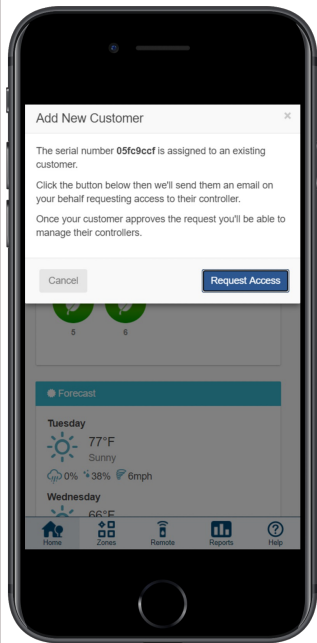 Add New Customer ×
The serial number 05fc9ccf is assigned to an existing
customer.
Click the button below then we'll send them an email on
your behalf requesting access to their controller.
Once your customer approves the request you'll be able to
manage their controllers.
Cancel Request Access
5 6
Forecast
Tuesday
77°F
Sunny
0% 38% 6mph
Wednesday
66°F
Home Zones Remote Reports Help